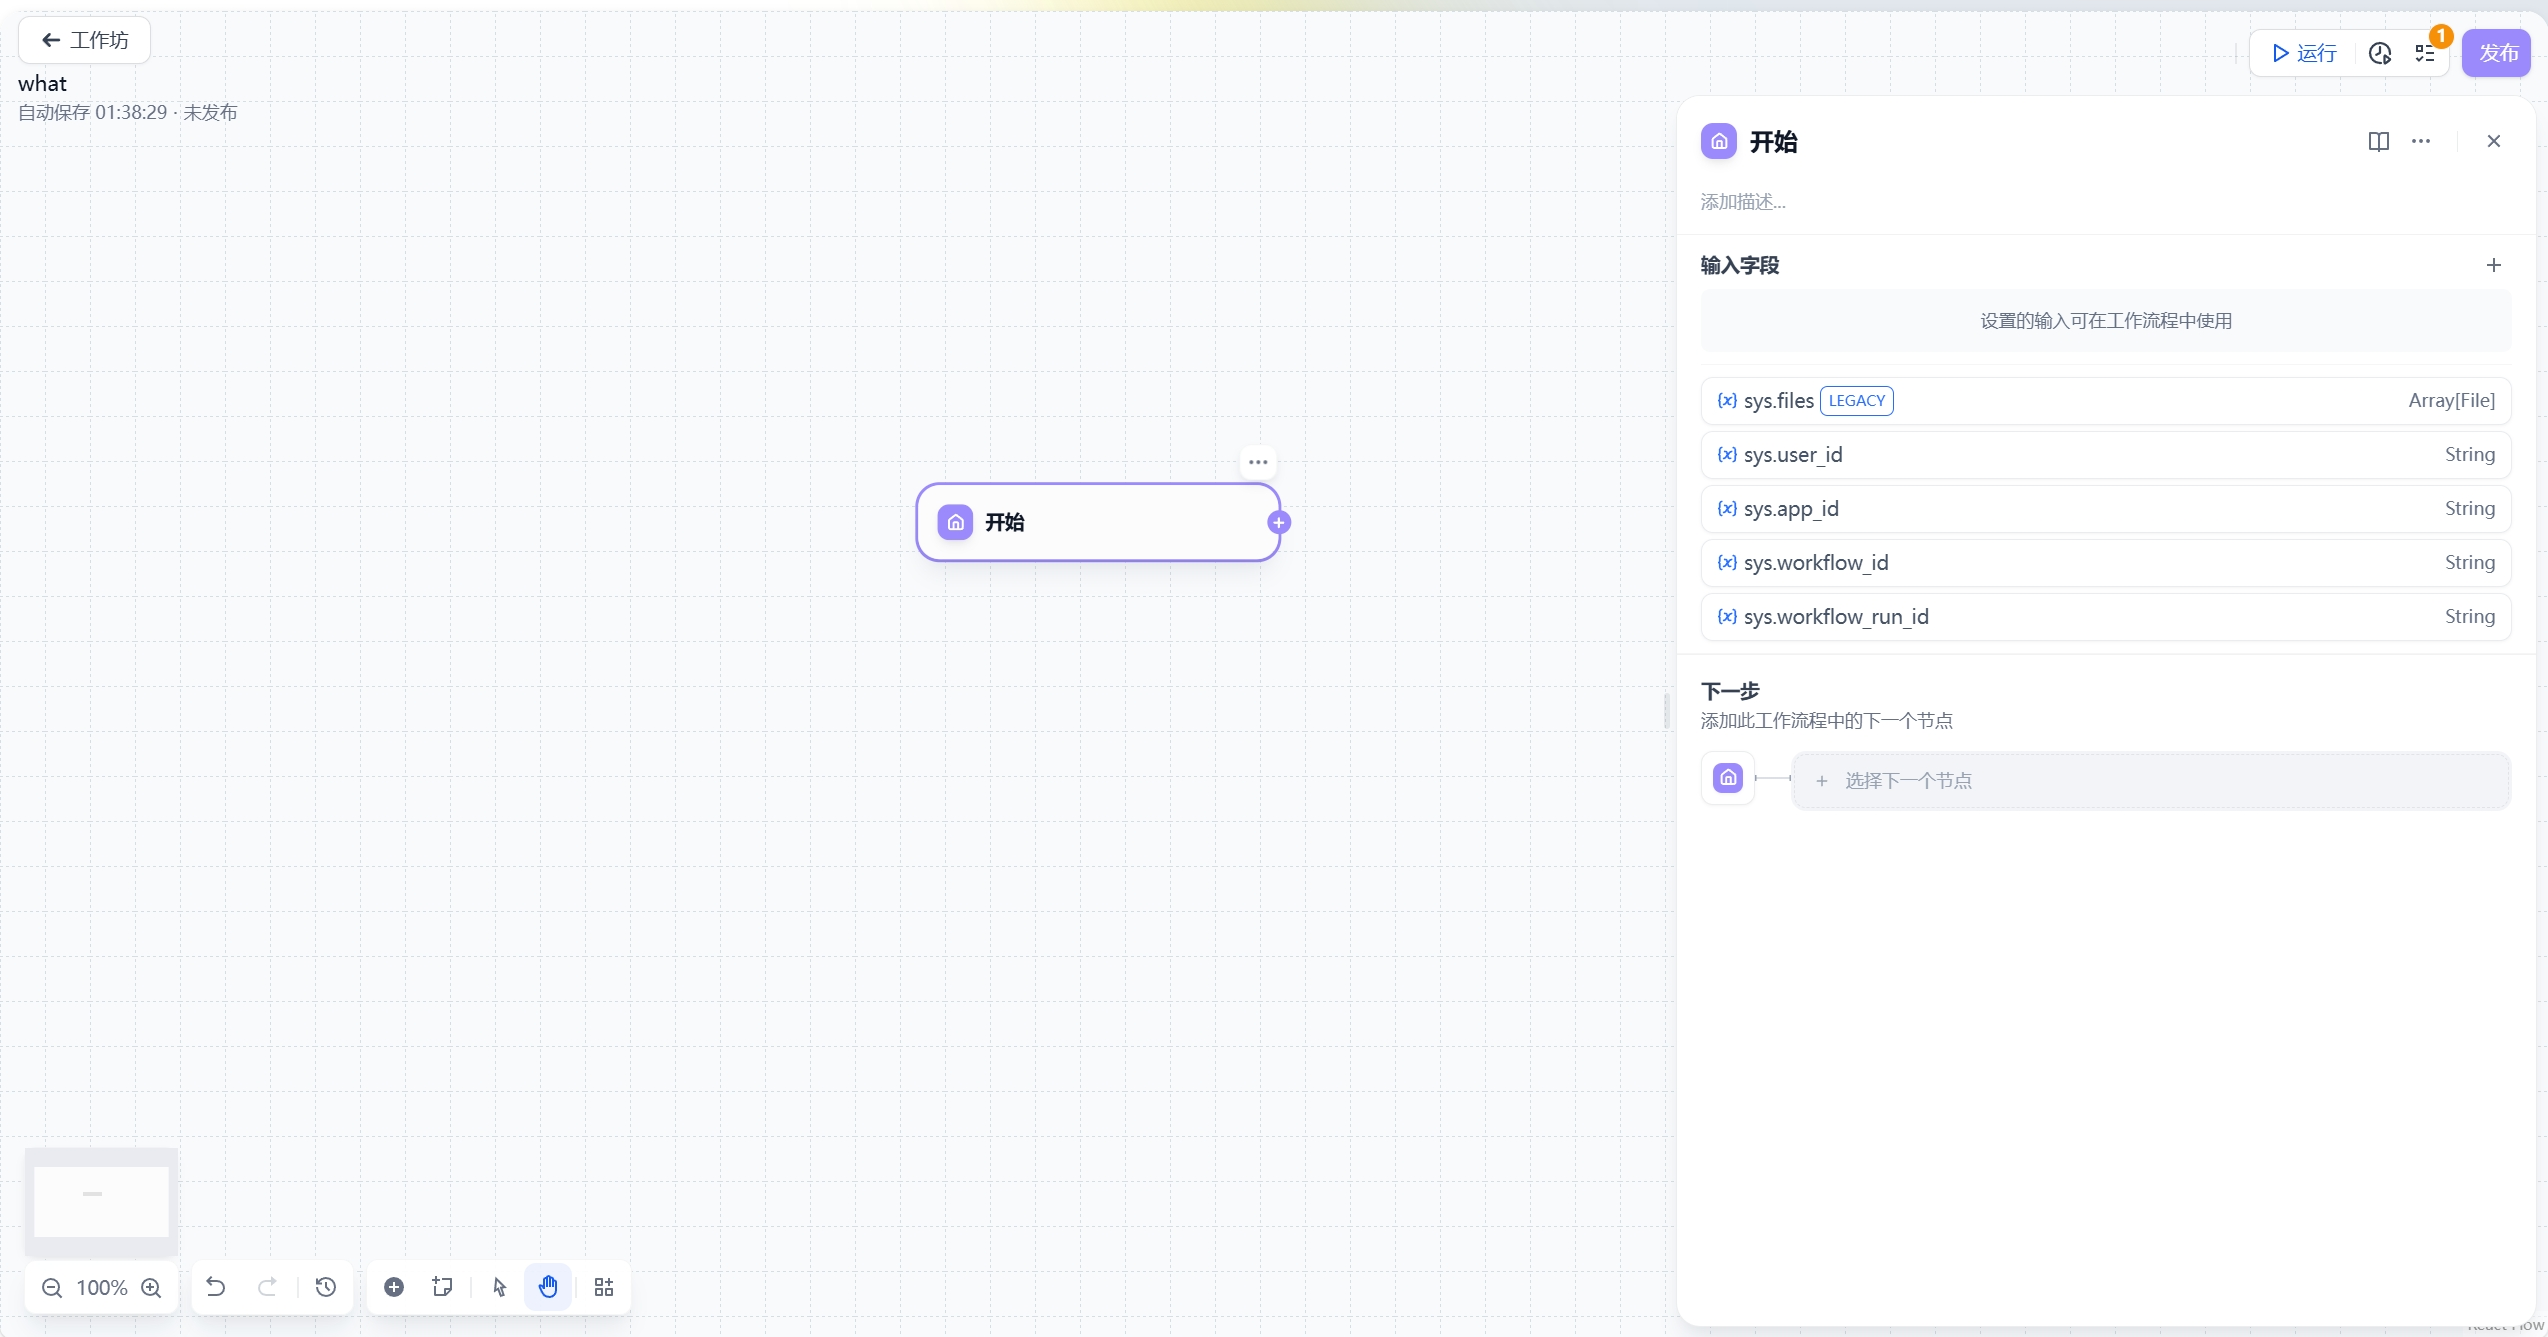 工作坊
what
自动保存 01:38:29 · 未发布
运行
1
发布
开始
添加描述...
输入字段
设置的输入可在工作流程中使用
{x} sys.files LEGACY Array[File]
{x} sys.user_id String
{x} sys.app_id String
{x} sys.workflow_id String
{x} sys.workflow_run_id String
下一步
添加此工作流程中的下一个节点
选择下一个节点
开始
100%
React Flow